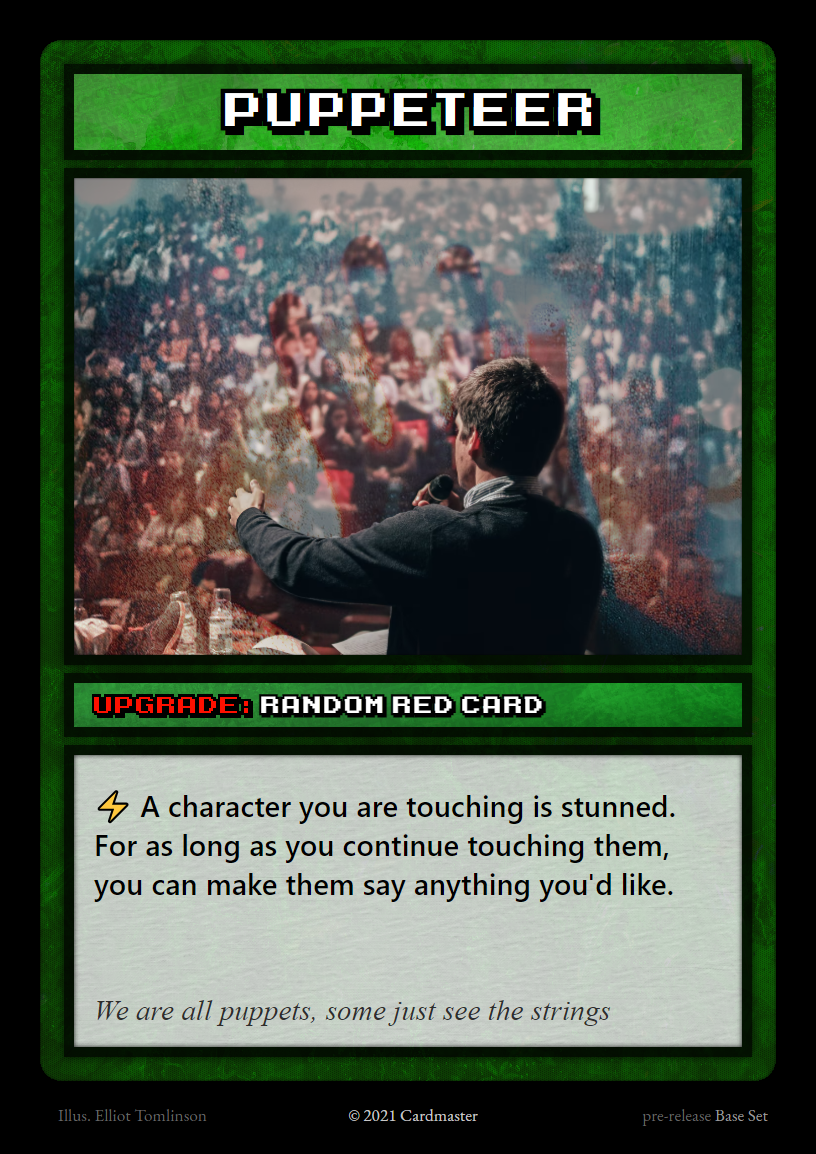 PUPPETEER
UPGRADE: RANDOM RED CARD
⚡ A character you are touching is stunned.
For as long as you continue touching them,
you can make them say anything you'd like.
We are all puppets, some just see the strings
Illus. Elliot Tomlinson © 2021 Cardmaster pre-release Base Set